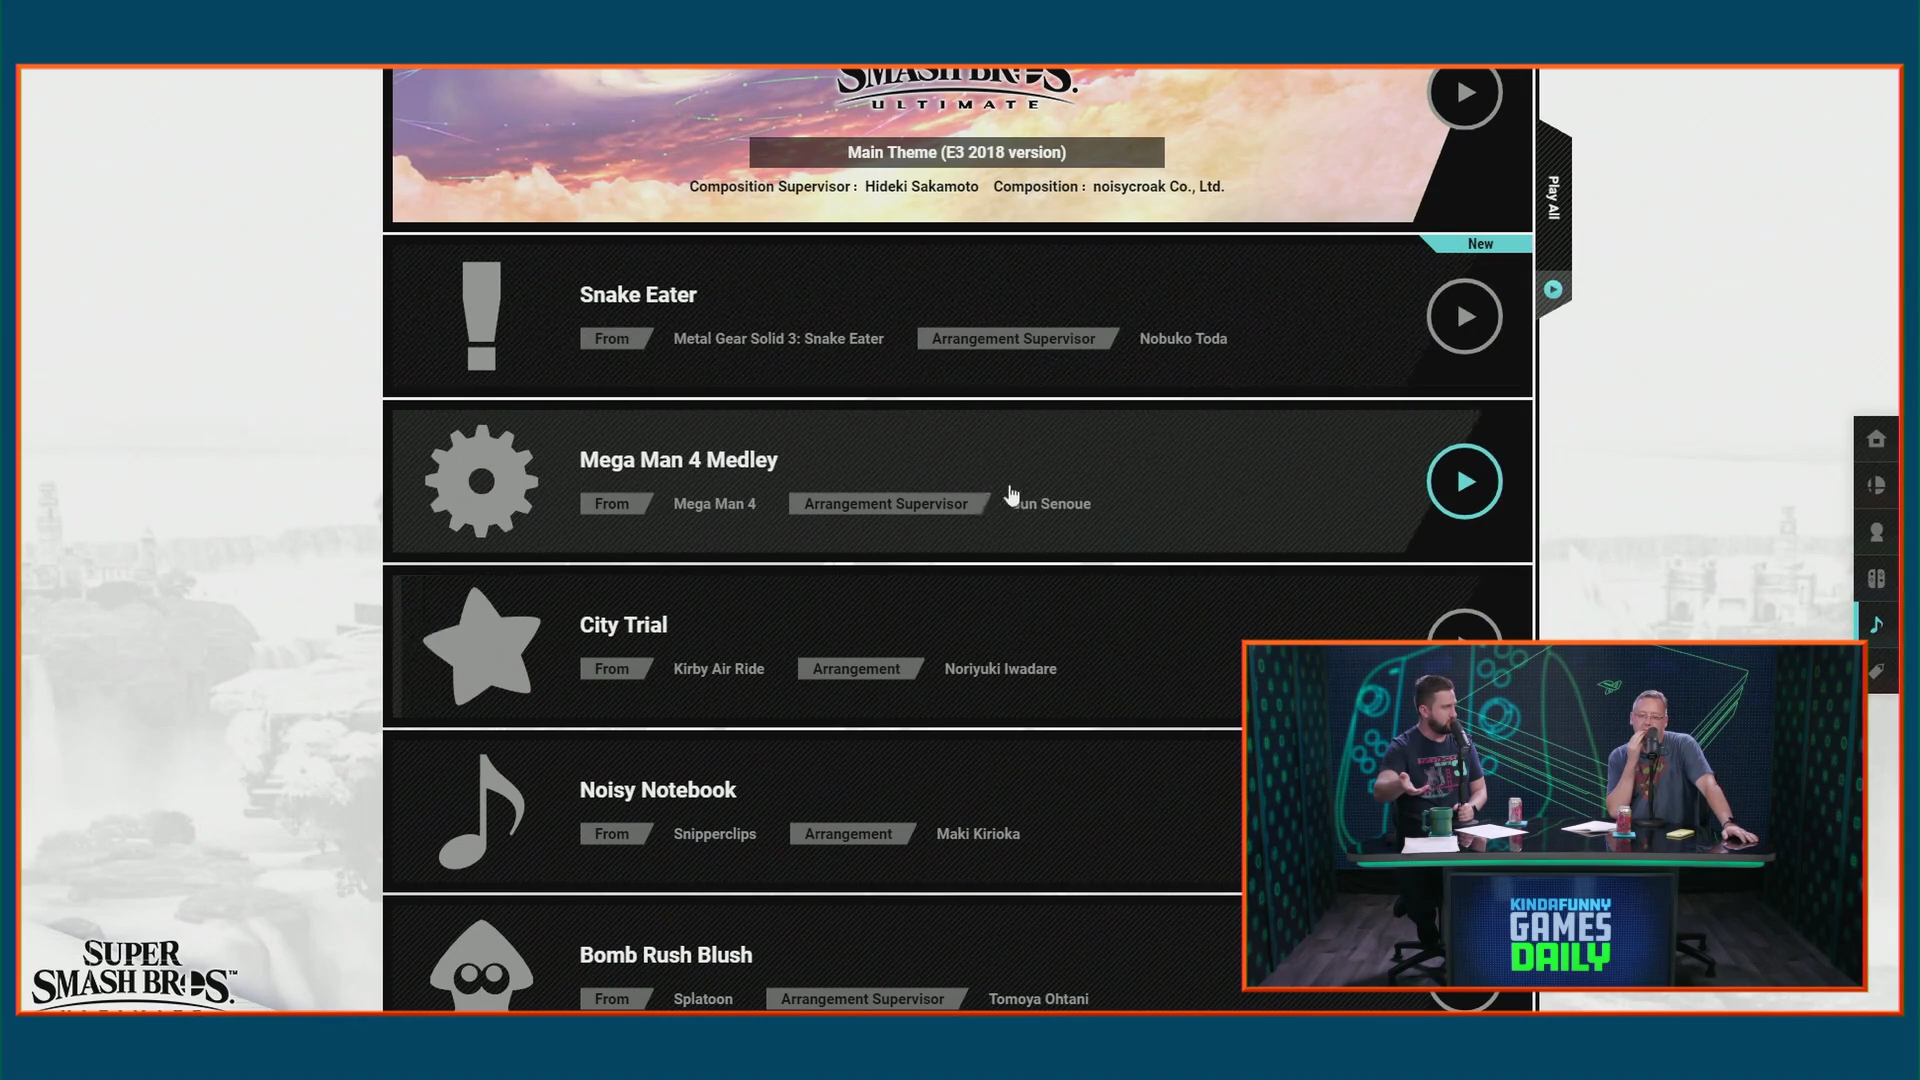 SMASH BROS.
ULTIMATE
Main Theme (E3 2018 version)
Composition Supervisor : Hideki Sakamoto Composition : noisycroak Co., Ltd.
Play All
New
Snake Eater
From Metal Gear Solid 3: Snake Eater Arrangement Supervisor Nobuko Toda
Mega Man 4 Medley
From Mega Man 4 Arrangement Supervisor Jun Senoue
City Trial
From Kirby Air Ride Arrangement Noriyuki Iwadare
Noisy Notebook
From Snipperclips Arrangement Maki Kirioka
Bomb Rush Blush
From Splatoon Arrangement Supervisor Tomoya Ohtani
SUPER
SMASH BROS.™
KINDAFUNNY
GAMES
DAILY